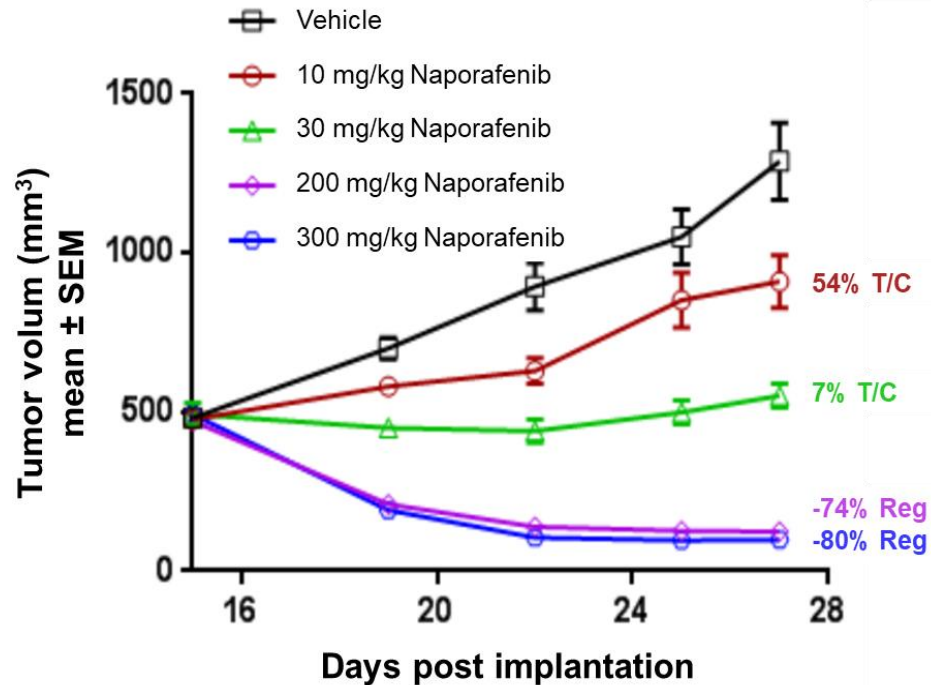 Vehicle
10 mg/kg Naporafenib
30 mg/kg Naporafenib
200 mg/kg Naporafenib
300 mg/kg Naporafenib
Tumor volum (mm³)
mean ± SEM
1500
1000
500
0
54% T/C
7% T/C
-74% Reg
-80% Reg
16 20 24 28
Days post implantation